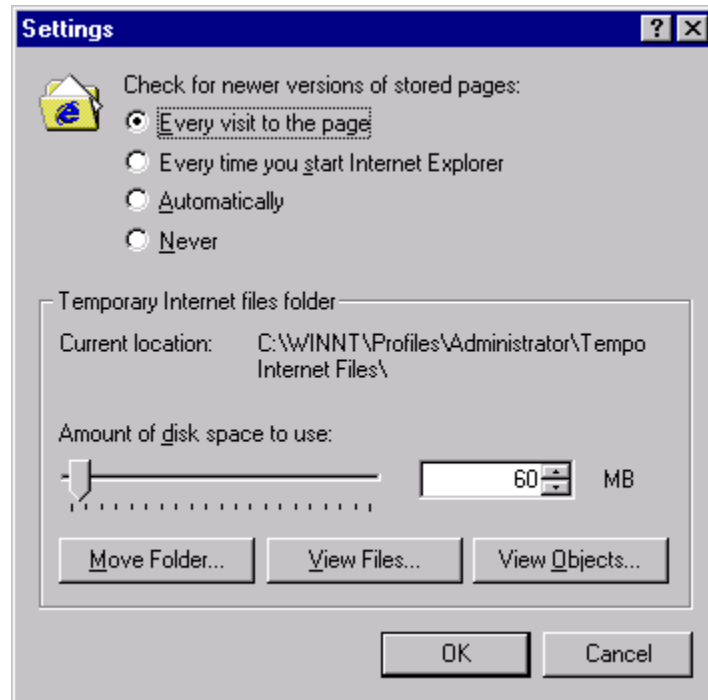 Settings
Check for newer versions of stored pages:
Every visit to the page
Every time you start Internet Explorer
Automatically
Never
Temporary Internet files folder
Current location: C:\WINNT\Profiles\Administrator\Tempo
Internet Files\
Amount of disk space to use:
60 MB
Move Folder... View Files... View Objects...
OK Cancel